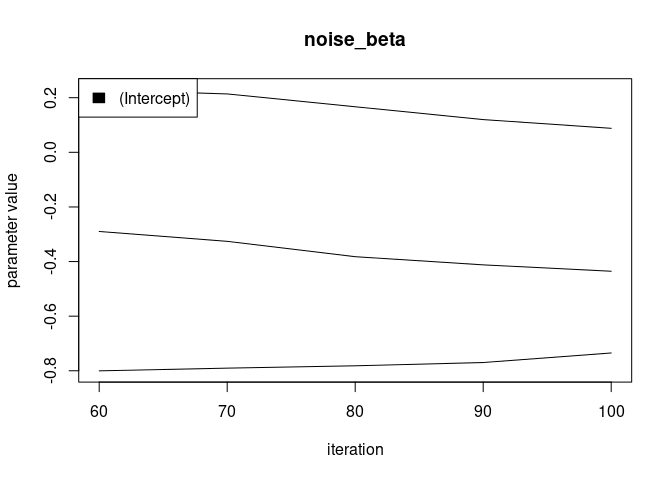 noise_beta
(Intercept)
parameter value
0.2
0.0
-0.2
-0.4
-0.6
-0.8
60 70 80 90 100
iteration